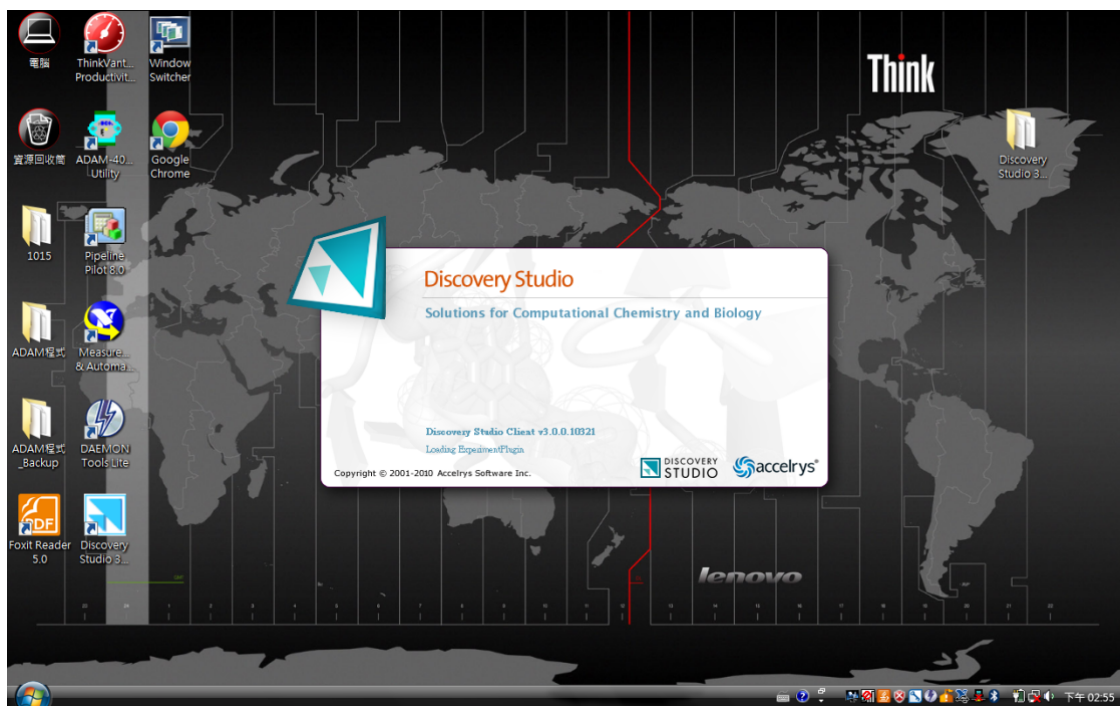 電腦
ThinkVant...
Productivit...
Window
Switcher
Think
資源回收筒
ADAM-40...
Utility
Google
Chrome
Discovery
Studio 3...
1015
Pipeline
Pilot 8.0
Discovery Studio
Solutions for Computational Chemistry and Biology
ADAM程式
Measure...
& Automa...
ADAM程式
_Backup
DAEMON
Tools Lite
Discovery Studio Client v3.0.0.10321
Loading ExperimentPlugin
Copyright © 2001-2010 Accelrys Software Inc.
DISCOVERY
STUDIO
accelrys®
PDF
Foxit Reader
5.0
Discovery
Studio 3...
lenovo
下午 02:55